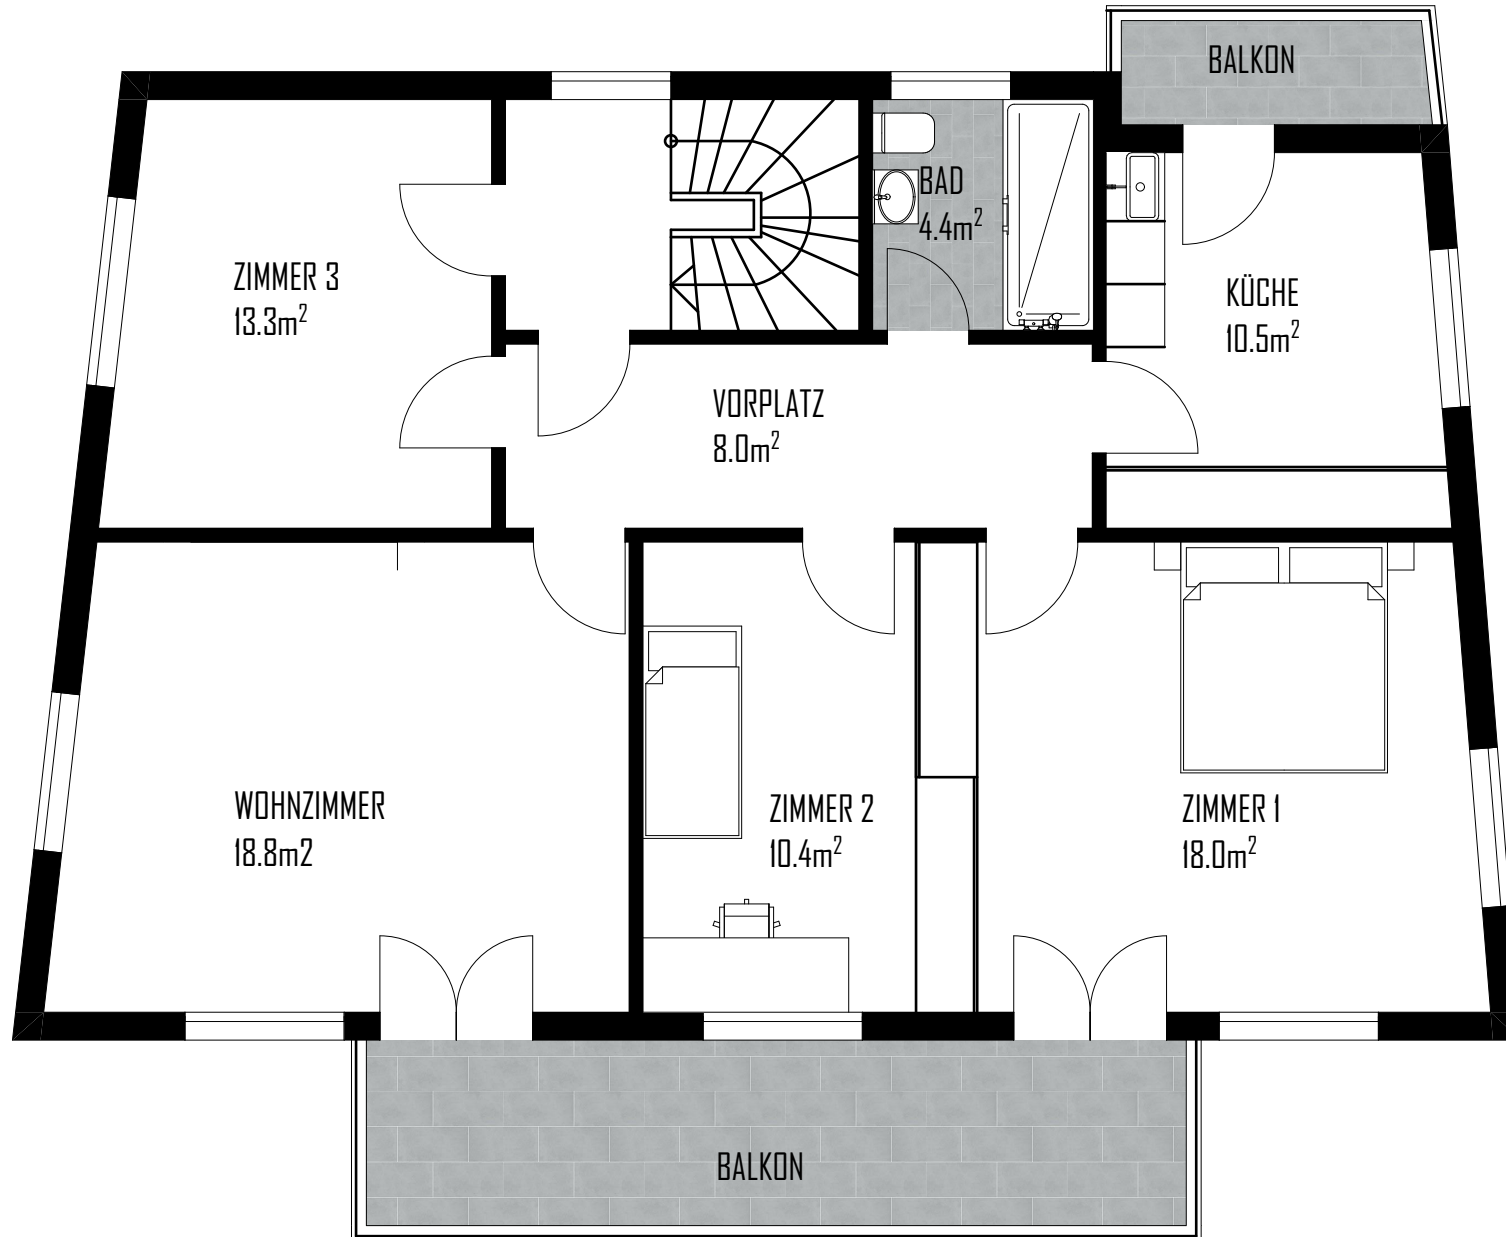 BALKON
BAD
4.4m²
ZIMMER 3
13.3m²
KÜCHE
10.5m²
VORPLATZ
8.0m²
WOHNZIMMER
18.8m2
ZIMMER 2
10.4m²
ZIMMER 1
18.0m²
BALKON